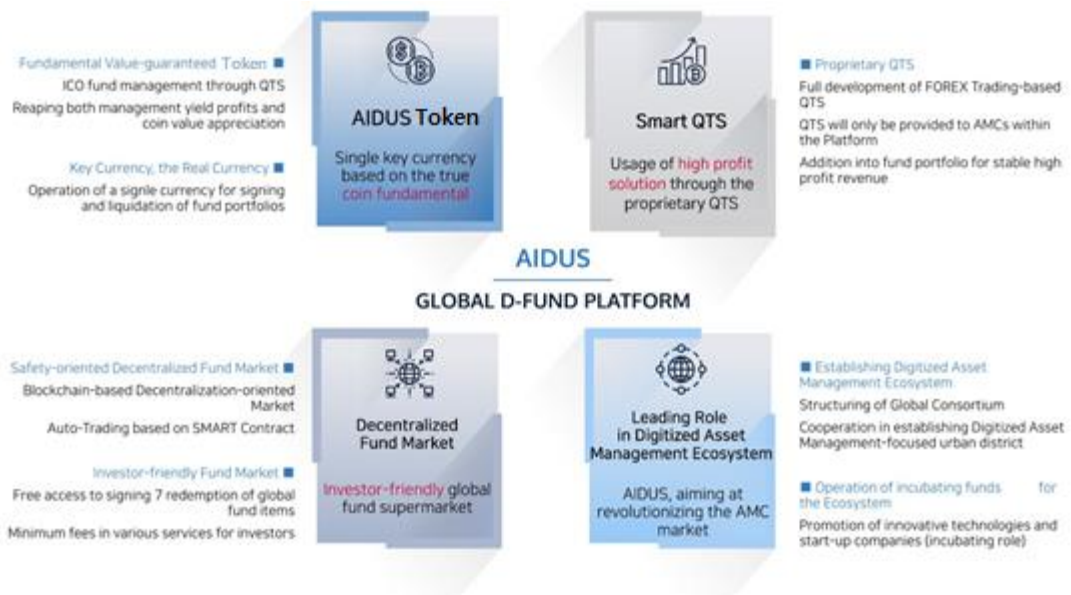 Fundamental Value-guaranteed Token
ICO fund management through QTS
Reaping both management yield profits and
coin value appreciation
Key Currency, the Real Currency
Operation of a signle currency for signing
and liquidation of fund portfolios
AIDUS Token
Single key currency
based on the true
coin fundamental
Smart QTS
Usage of high profit
solution through the
proprietary QTS
Proprietary QTS
Full development of FOREX Trading-based
QTS
QTS will only be provided to AMCs within
the Platform
Addition into fund portfolio for stable high
profit revenue
AIDUS
GLOBAL D-FUND PLATFORM
Safety-oriented Decentralized Fund Market
Blockchain-based Decentralization-oriented
Market
Auto-Trading based on SMART Contract
Investor-friendly Fund Market
Free access to signing 7 redemption of global
fund items
Minimum fees in various services for investors
Decentralized
Fund Market
Investor-friendly global
fund supermarket
Leading Role
in Digitized Asset
Management Ecosystem
AIDUS, aiming at
revolutionizing the AMC
market
Establishing Digitized Asset
Management Ecosystem
Structuring of Global Consortium
Cooperation in establishing Digitized Asset
Management-focused urban district
Operation of incubating funds for
the Ecosystem
Promotion of innovative technologies and
start-up companies (incubating role)